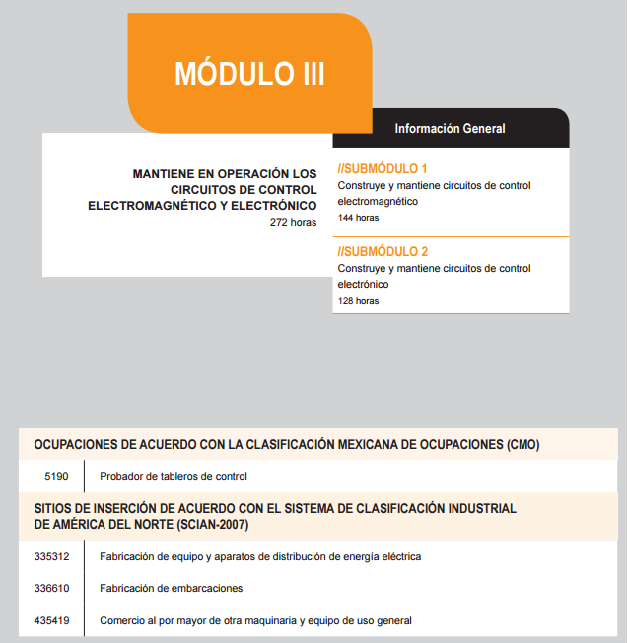 MÓDULO III
Información General
MANTIENE EN OPERACIÓN LOS
CIRCUITOS DE CONTROL
ELECTROMAGNÉTICO Y ELECTRÓNICO
272 horas
//SUBMÓDULO 1
Construye y mantiene circuitos de control
electromagnético
144 horas
//SUBMÓDULO 2
Construye y mantiene circuitos de control
electrónico
128 horas
OCUPACIONES DE ACUERDO CON LA CLASIFICACIÓN MEXICANA DE OCUPACIONES (CMO)
5190 Probador de tableros de control
SITIOS DE INSERCIÓN DE ACUERDO CON EL SISTEMA DE CLASIFICACIÓN INDUSTRIAL
DE AMÉRICA DEL NORTE (SCIAN-2007)
335312 Fabricación de equipo y aparatos de distribucón de energía eléctrica
336610 Fabricación de embarcaciones
435419 Comercio al por mayor de otra maquinaria y equipo de uso general